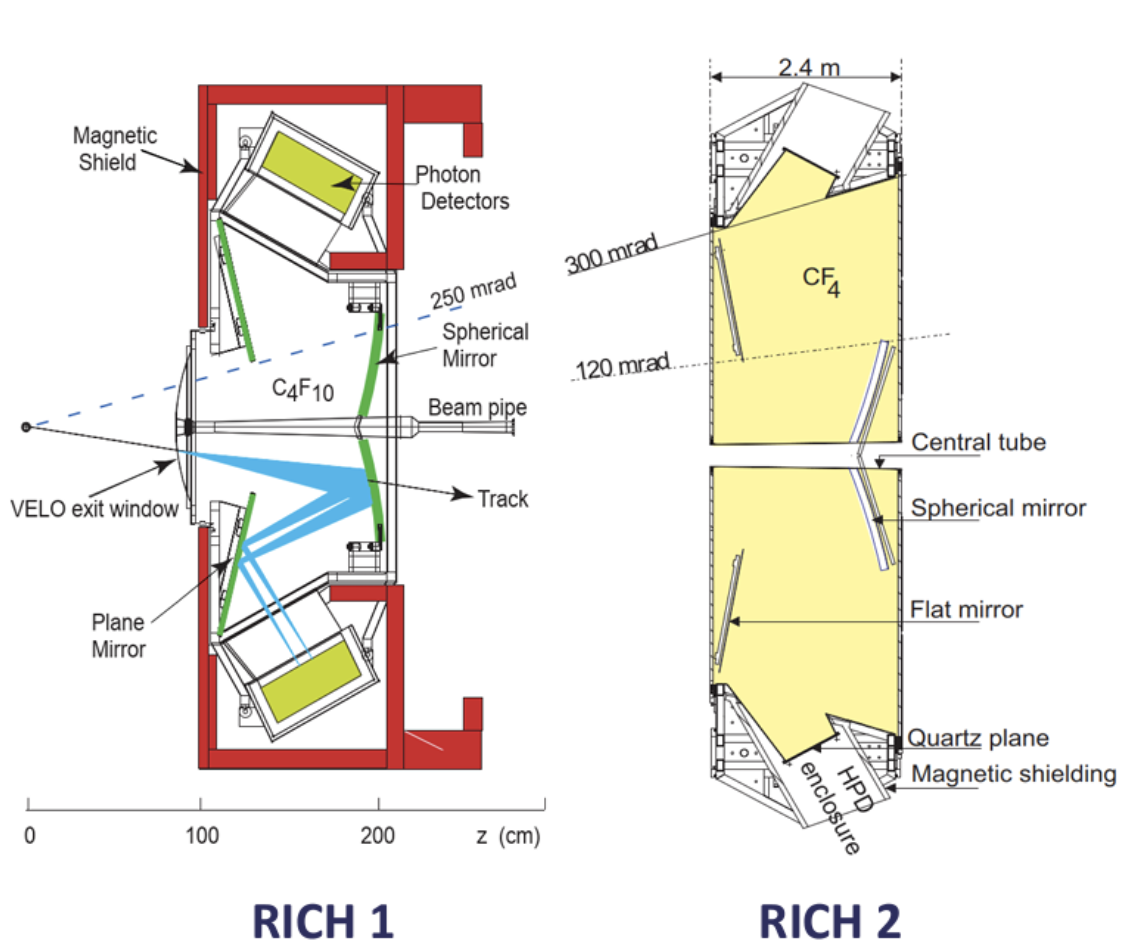 Magnetic
Shield
Photon
Detectors
250 mrad
Spherical
Mirror
C4F10
Beam pipe
VELO exit window
Track
Plane
Mirror
0
100
200
z (cm)
RICH 1
2.4 m
300 mrad
CF4
120 mrad
Central tube
Spherical mirror
Flat mirror
Quartz plane
Magnetic shielding
HPD
enclosure
RICH 2